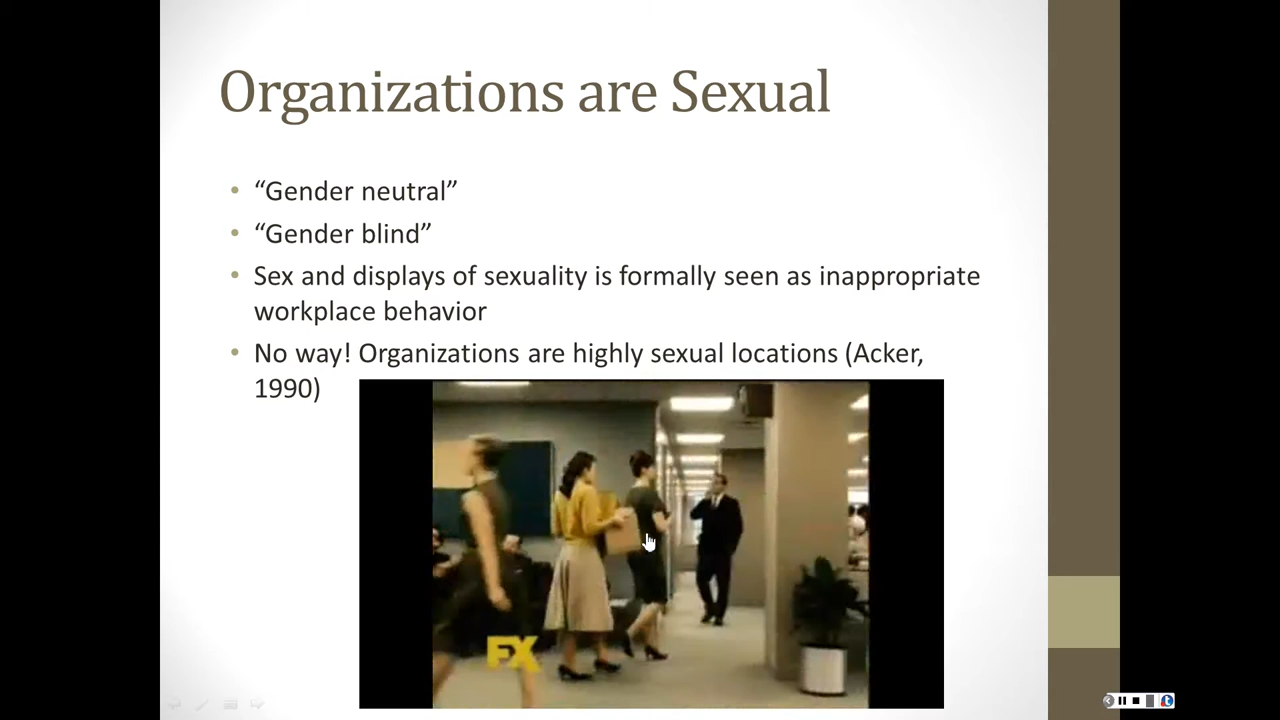 Organizations are Sexual
• “Gender neutral”
• “Gender blind”
• Sex and displays of sexuality is formally seen as inappropriate
workplace behavior
• No way! Organizations are highly sexual locations (Acker,
1990)
FX